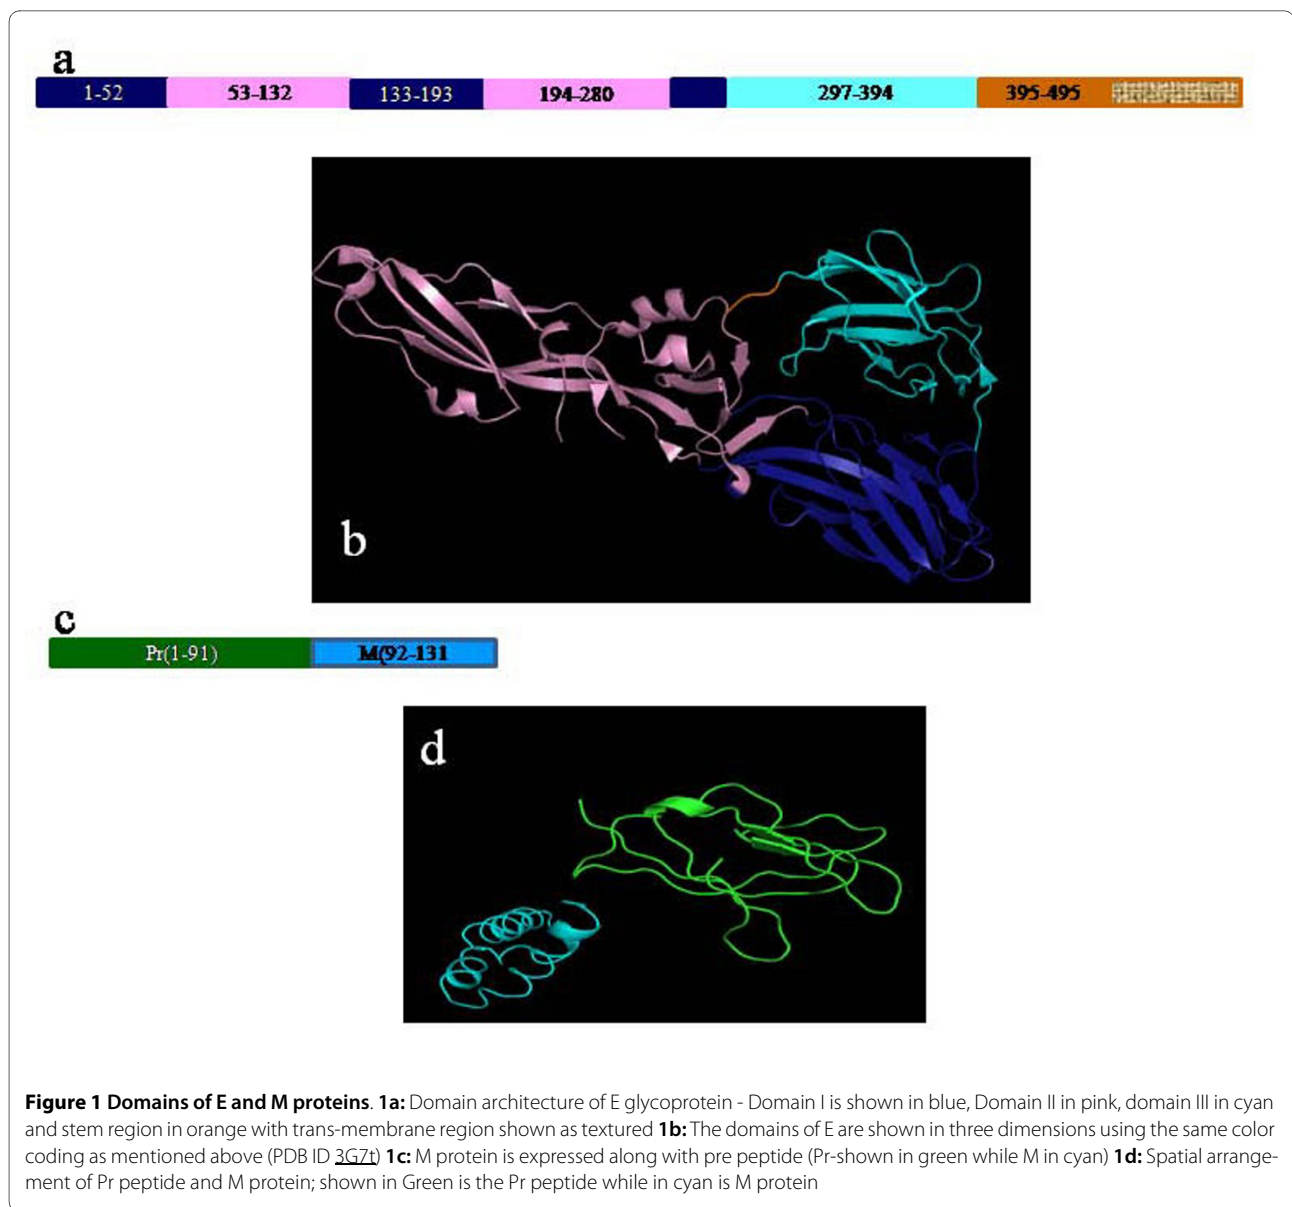 a
1-52 53-132 133-193 194-280 297-394 395-495
b
c
Pr(1-91) M(92-131
d
Figure 1 Domains of E and M proteins. 1a: Domain architecture of E glycoprotein - Domain I is shown in blue, Domain II in pink, domain III in cyan
and stem region in orange with trans-membrane region shown as textured 1b: The domains of E are shown in three dimensions using the same color
coding as mentioned above (PDB ID 3G7t) 1c: M protein is expressed along with pre peptide (Pr-shown in green while M in cyan) 1d: Spatial arrange-
ment of Pr peptide and M protein; shown in Green is the Pr peptide while in cyan is M protein